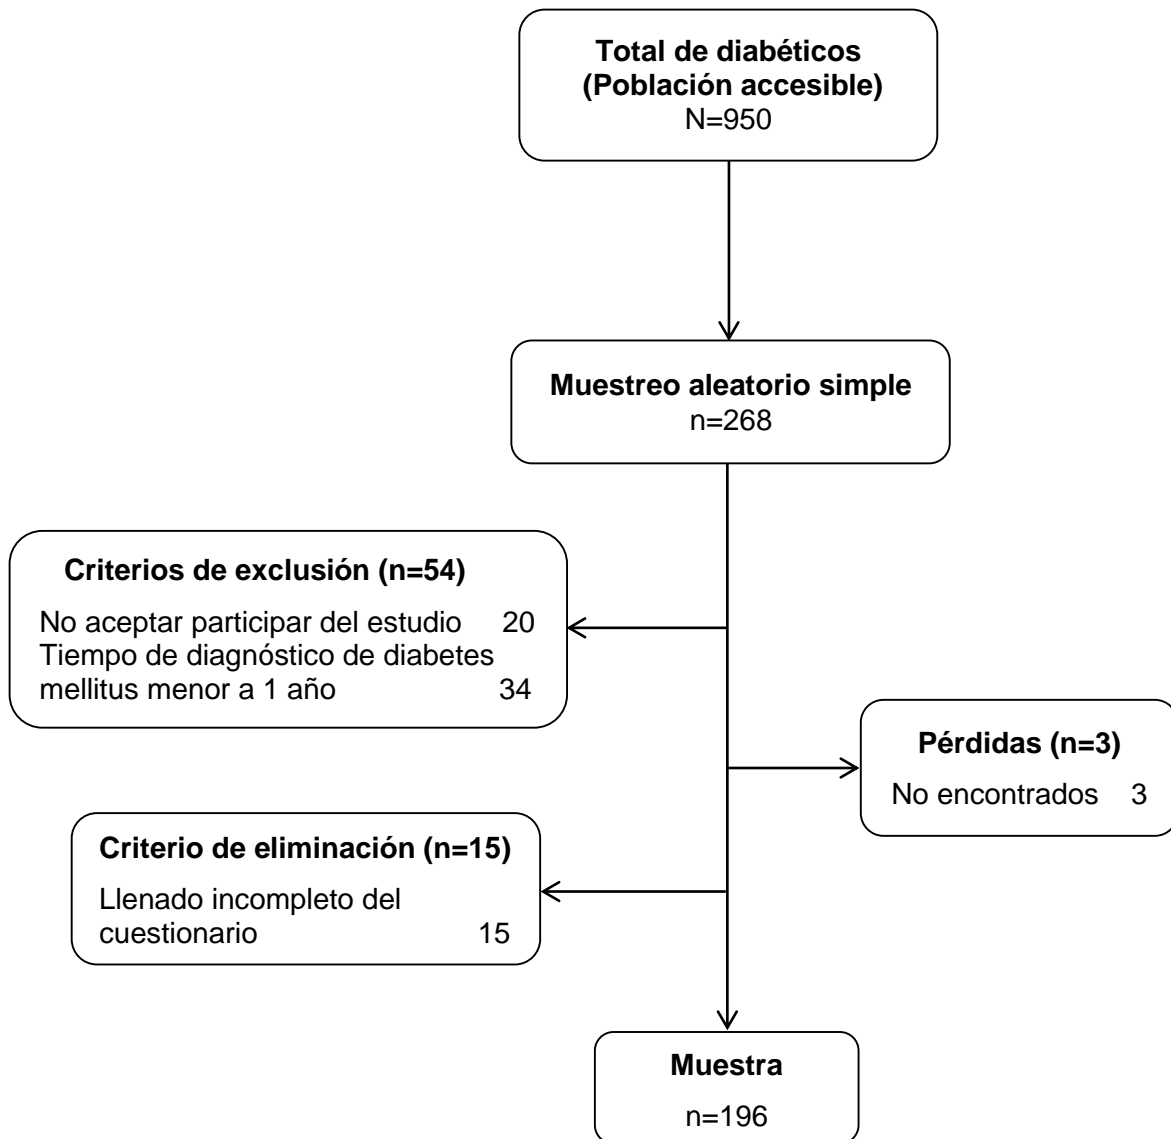 Total de diabéticos
(Población accesible)
N=950
Muestreo aleatorio simple
n=268
Criterios de exclusión (n=54)
No aceptar participar del estudio 20
Tiempo de diagnóstico de diabetes
mellitus menor a 1 año 34
Pérdidas (n=3)
No encontrados 3
Criterio de eliminación (n=15)
Llenado incompleto del
cuestionario 15
Muestra
n=196